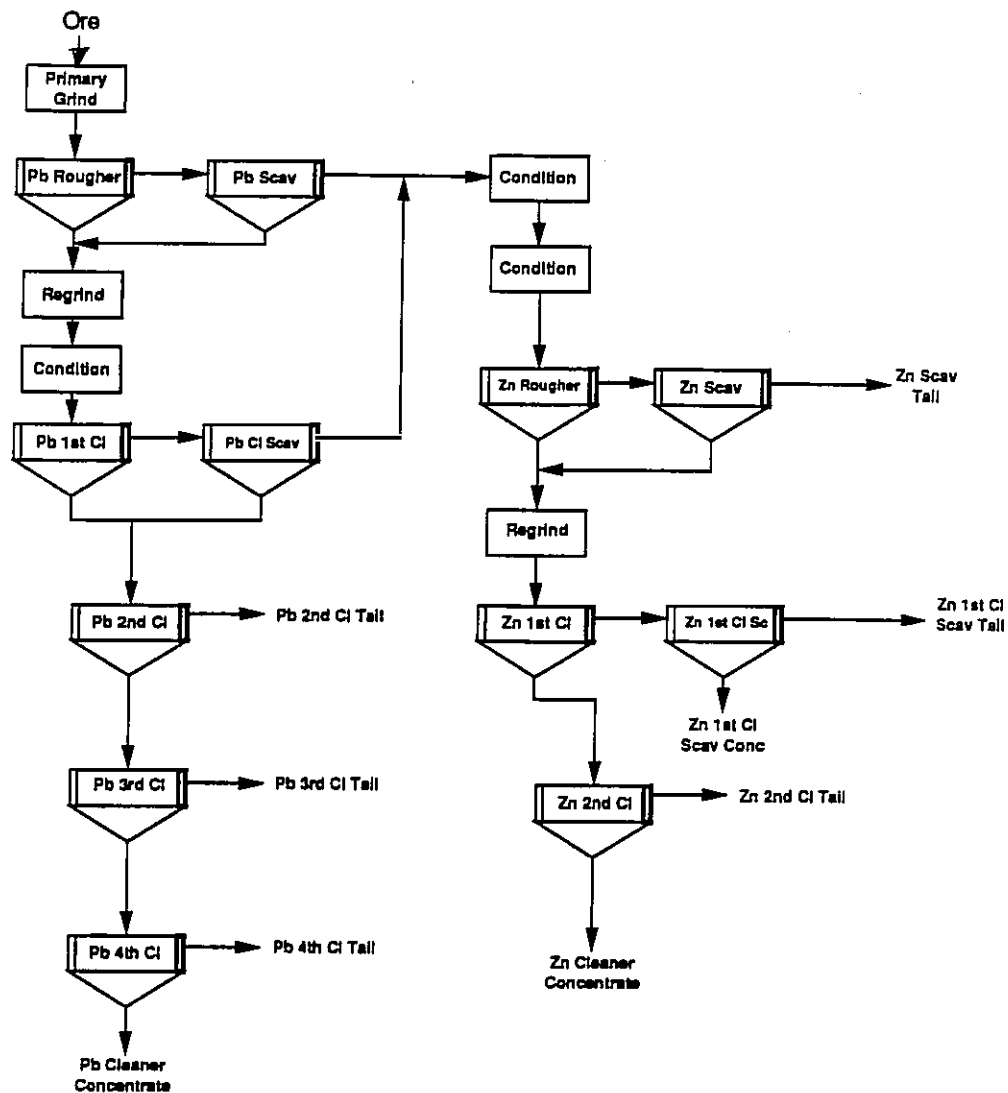 Ore
Primary
Grind
Pb Rougher
Pb Scav
Condition
Condition
Regrind
Condition
Zn Rougher
Zn Scav
Zn Scav
Tail
Pb 1st Cl
Pb Cl Scav
Regrind
Pb 2nd Cl
Pb 2nd Cl Tail
Zn 1st Cl
Zn 1st Cl Sc
Zn 1st Cl
Scav Tail
Zn 1st Cl
Scav Conc
Pb 3rd Cl
Pb 3rd Cl Tail
Zn 2nd Cl
Zn 2nd Cl Tail
Pb 4th Cl
Pb 4th Cl Tail
Zn Cleaner
Concentrate
Pb Cleaner
Concentrate